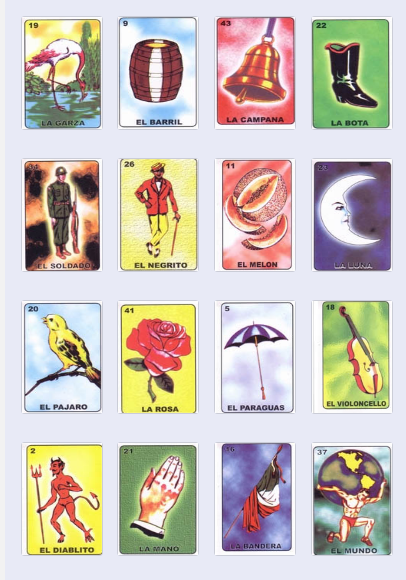 19
LA GARZA
9
EL BARRIL
43
LA CAMPANA
22
LA BOTA
EL SOLDADO
26
EL NEGRITO
11
EL MELON
23
LA LUNA
20
EL PAJARO
41
LA ROSA
5
EL PARAGUAS
18
EL VIOLONCELLO
2
EL DIABLITO
21
LA MANO
16
LA BANDERA
37
EL MUNDO